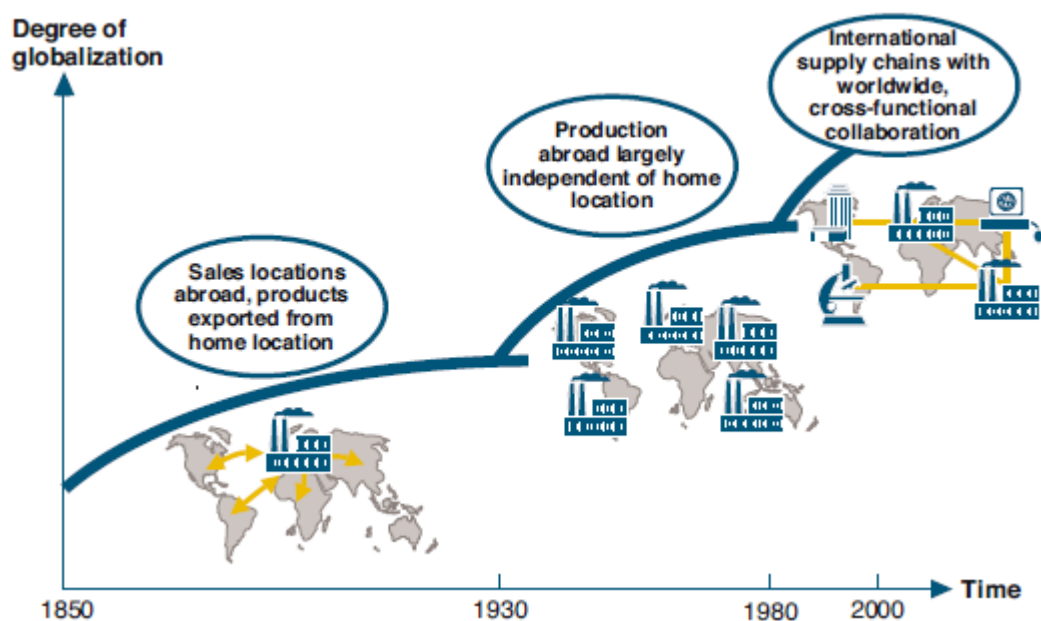 Degree of
globalization
International
supply chains with
worldwide,
cross-functional
collaboration
Production
abroad largely
independent of home
location
Sales locations
abroad, products
exported from
home location
Time
1850
1930
1980
2000